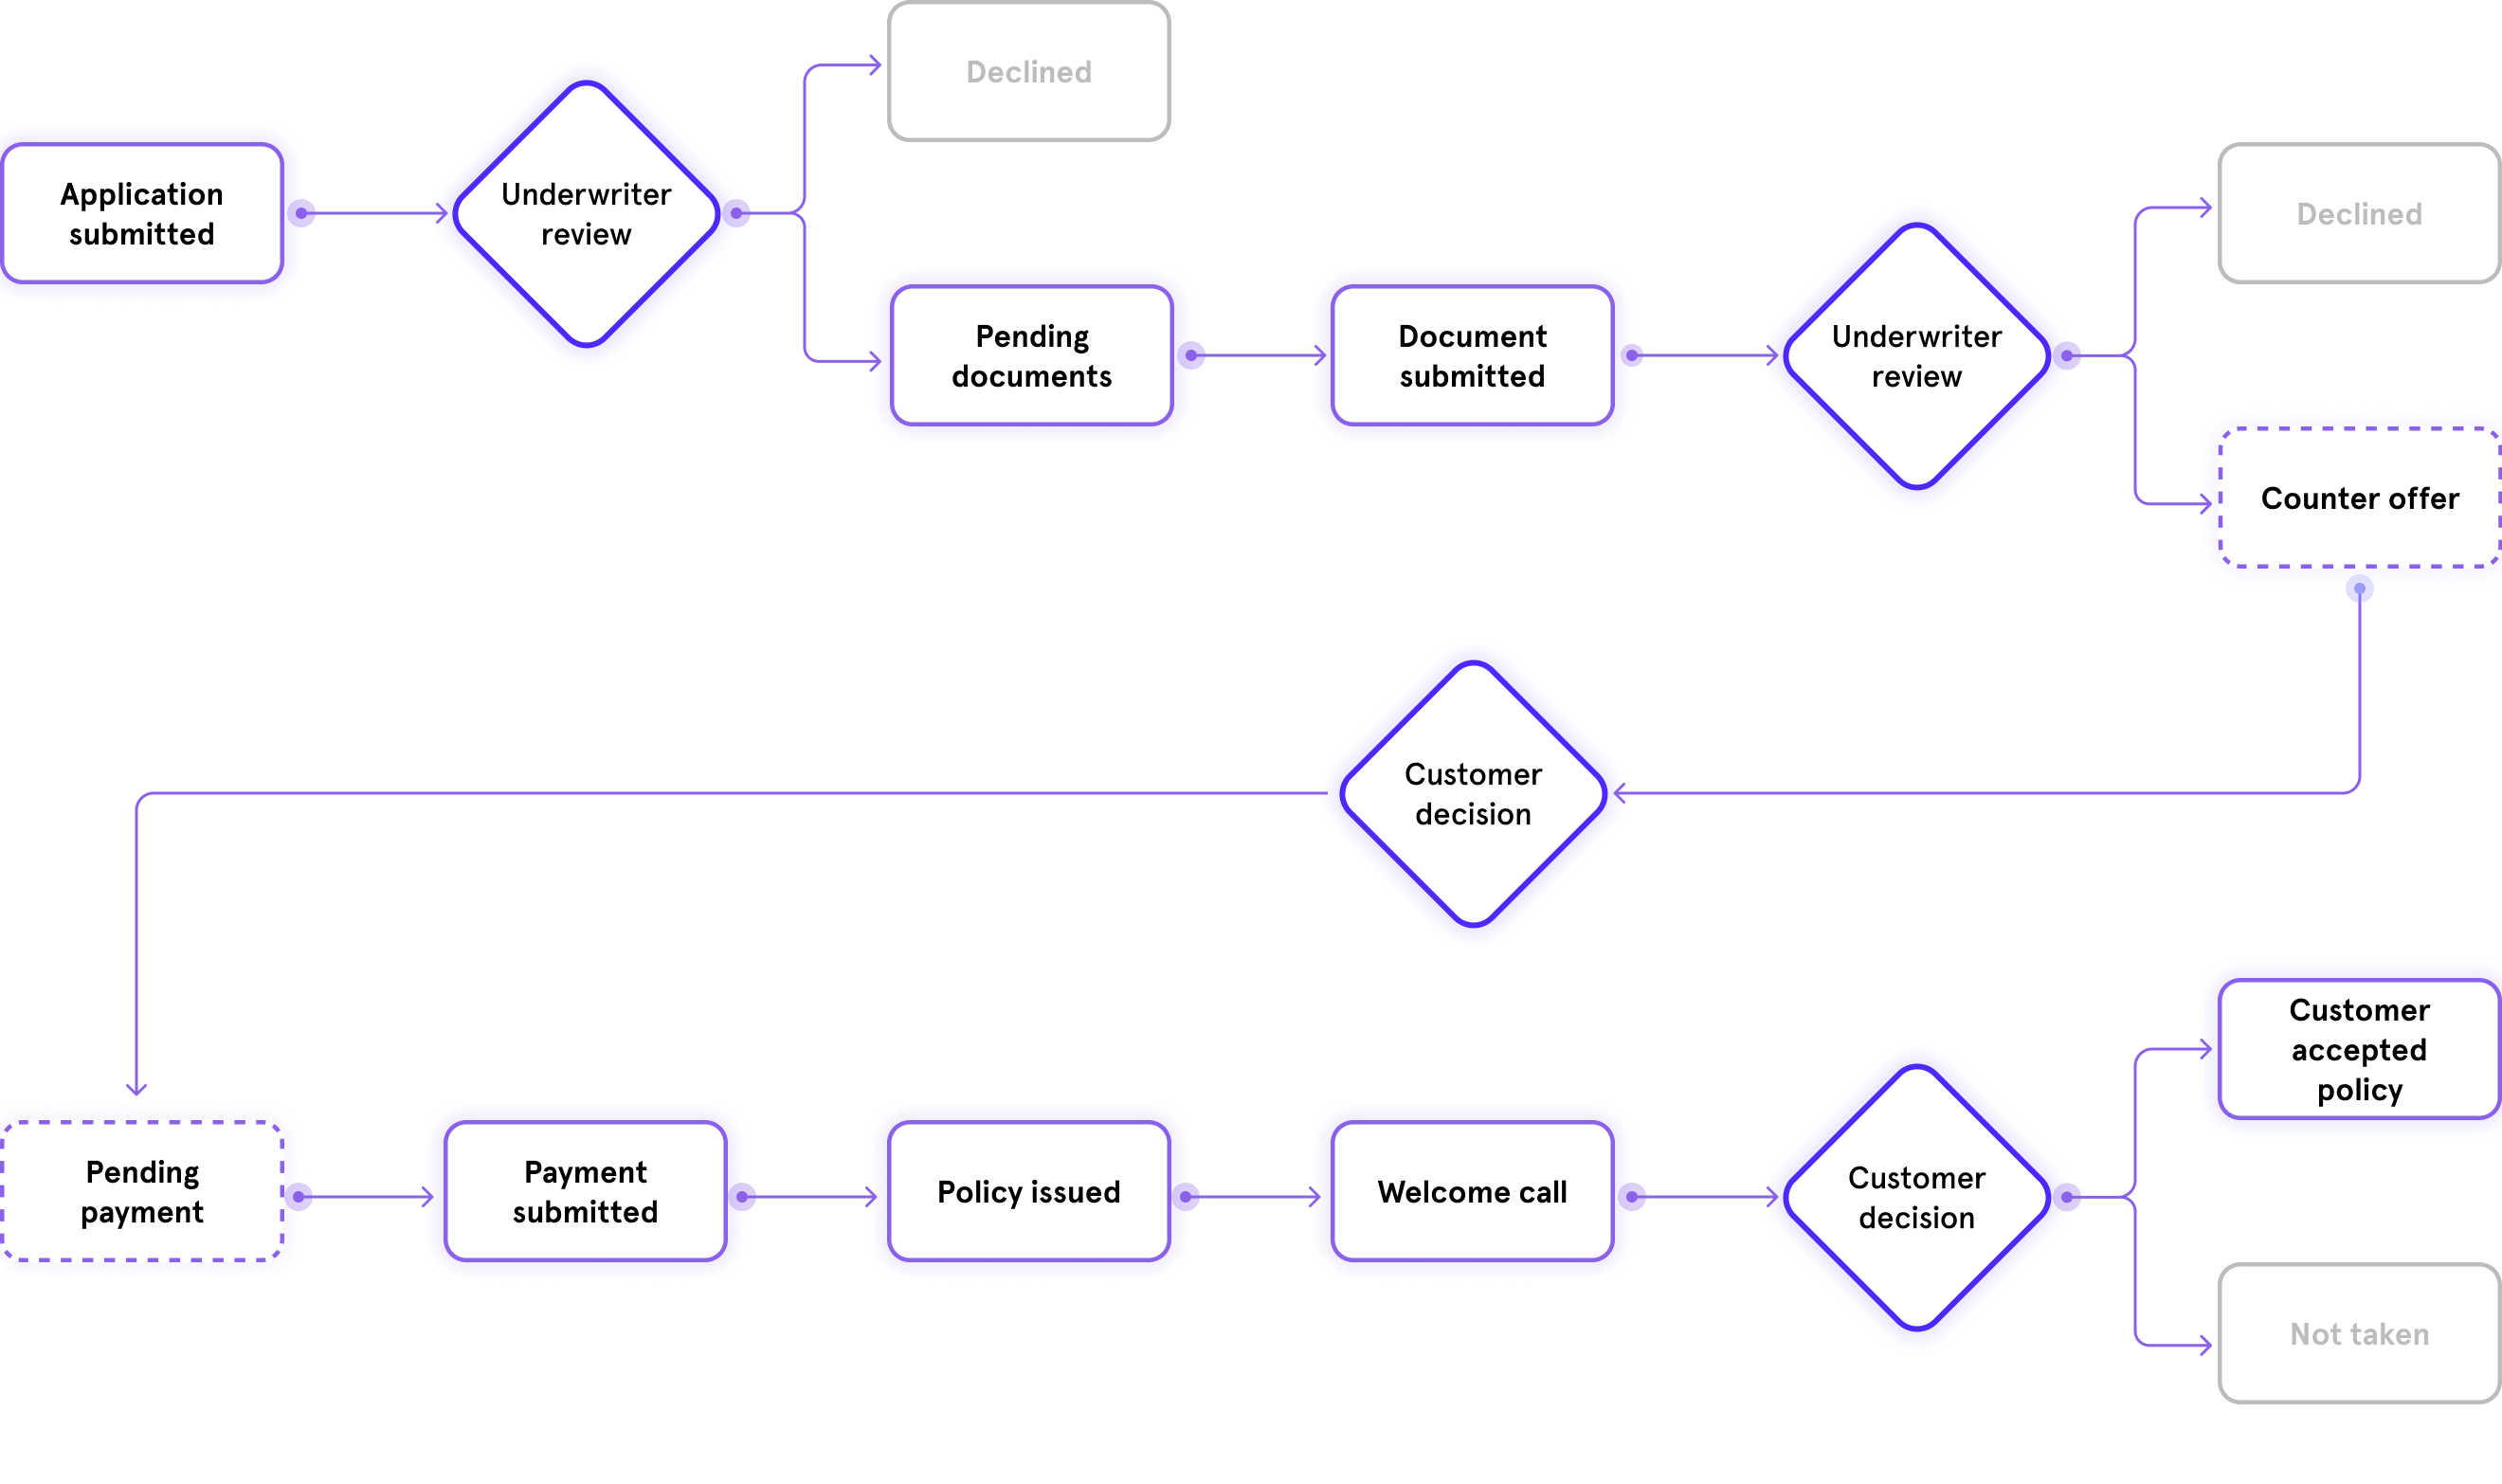 Declined
Application
submitted
Underwriter
review
Pending
documents
Document
submitted
Underwriter
review
Declined
Counter offer
Customer
decision
Pending
payment
Payment
submitted
Policy issued
Welcome call
Customer
decision
Customer
accepted
policy
Not taken